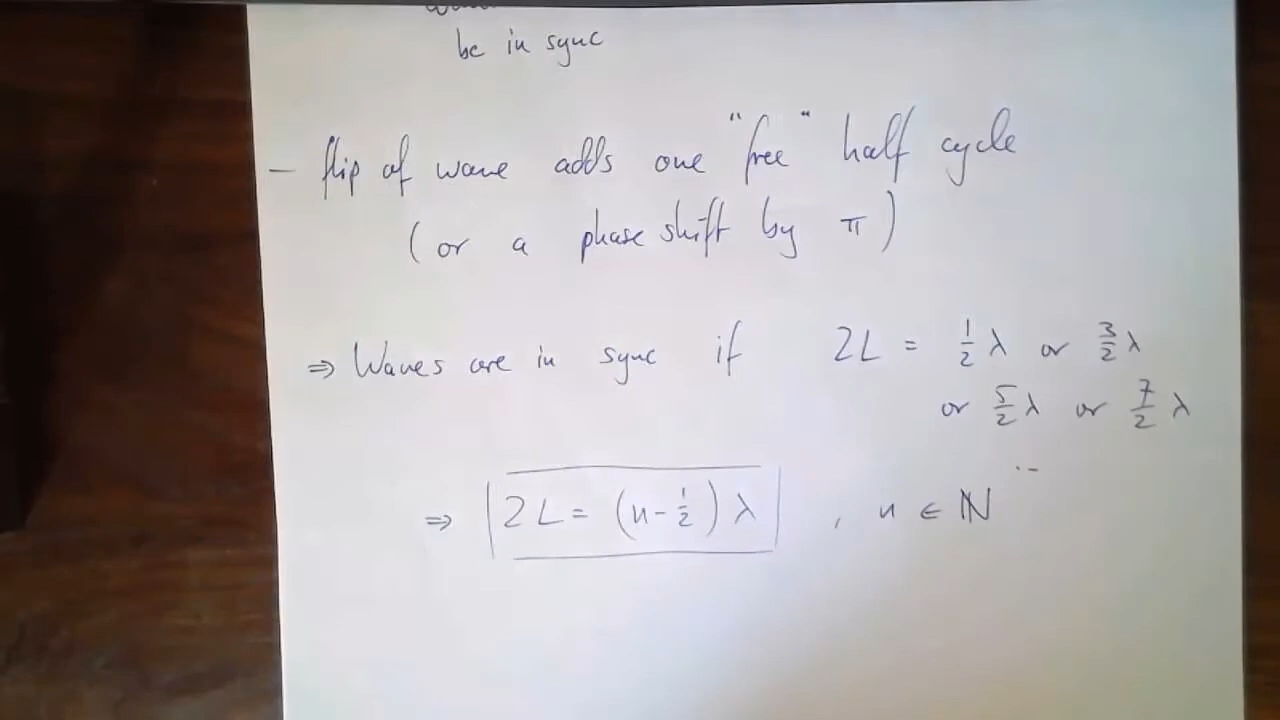 be in sync
- flip of wave adds one "free" half cycle
(or a phase shift by π)
⇒ Waves are in sync if 2L = 1/2 λ or 3/2 λ
or 5/2 λ or 7/2 λ
...
⇒ 2L = (n - 1/2) λ , n ∈ ℕ